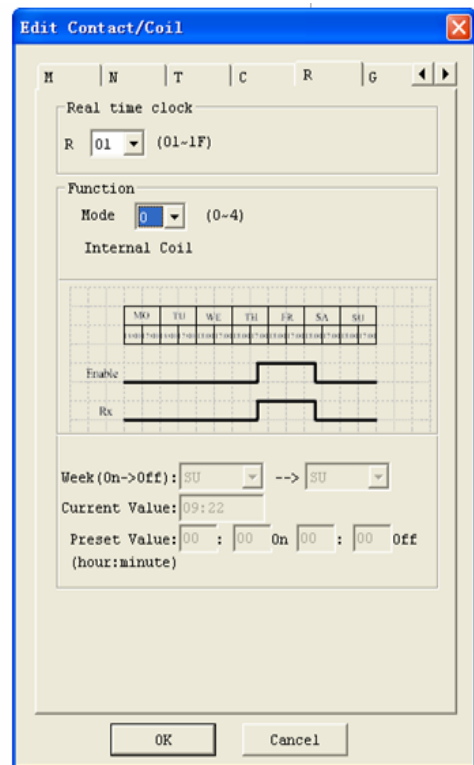 Edit Contact/Coil
M N T C R G
Real time clock
R 01 (01~1F)
Function
Mode 0 (0~4)
Internal Coil
MO TU WE TH FR SA SU
Enable
Rx
Week(On->Off): SU --> SU
Current Value: 09:22
Preset Value: 00 : 00 On 00 : 00 Off
(hour:minute)
OK Cancel